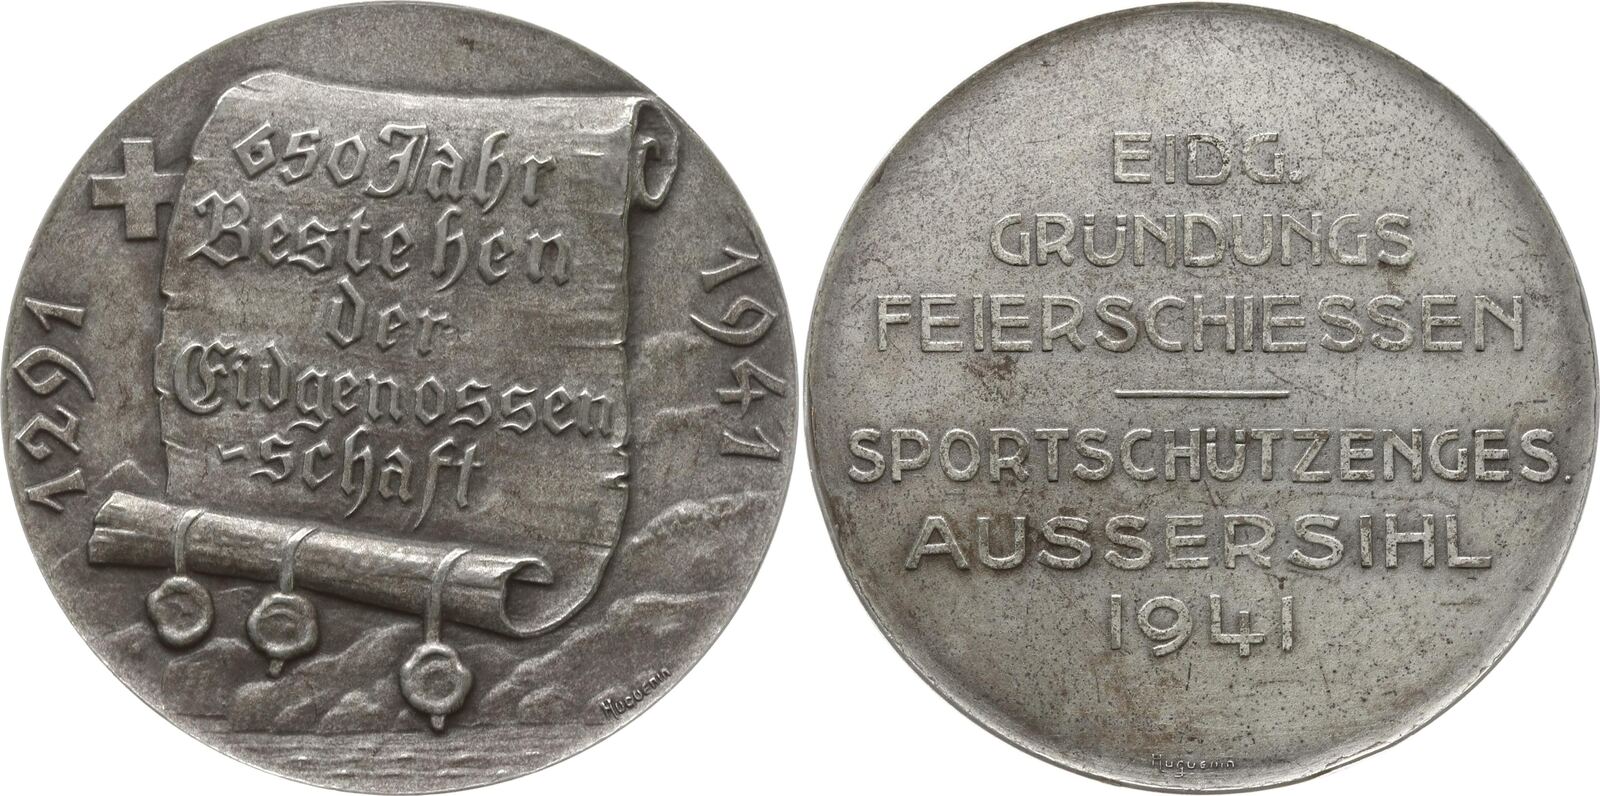 1291
650 Jahr
Bestehen
der
Eidgenossen
-schaft
1941
HUGUENIN
EIDG.
GRÜNDUNGS
FEIERSCHIESSEN
SPORTSCHÜTZENGES.
AUSSERSIHL
1941
HUGUENIN